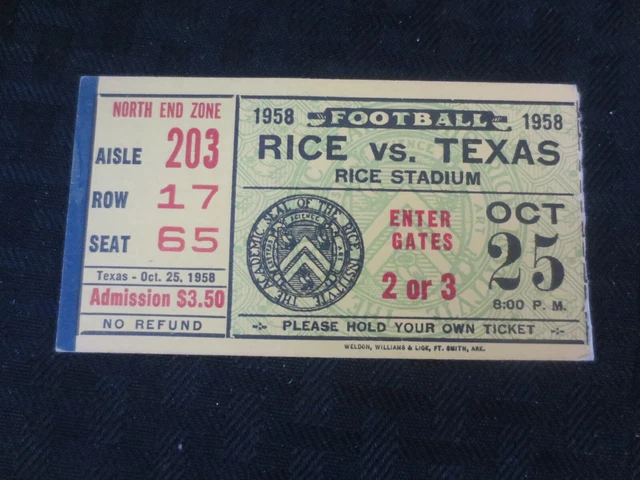 NORTH END ZONE
AISLE 203
ROW 17
SEAT 65
Texas - Oct. 25, 1958
Admission $3.50
NO REFUND
1958 FOOTBALL 1958
RICE vs. TEXAS
RICE STADIUM
THE ACADEMIC SEAL OF THE RICE INSTITVTE
ENTER
GATES
2 or 3
OCT
25
8:00 P. M.
PLEASE HOLD YOUR OWN TICKET
WELDON, WILLIAMS & LICK, FT. SMITH, ARK.